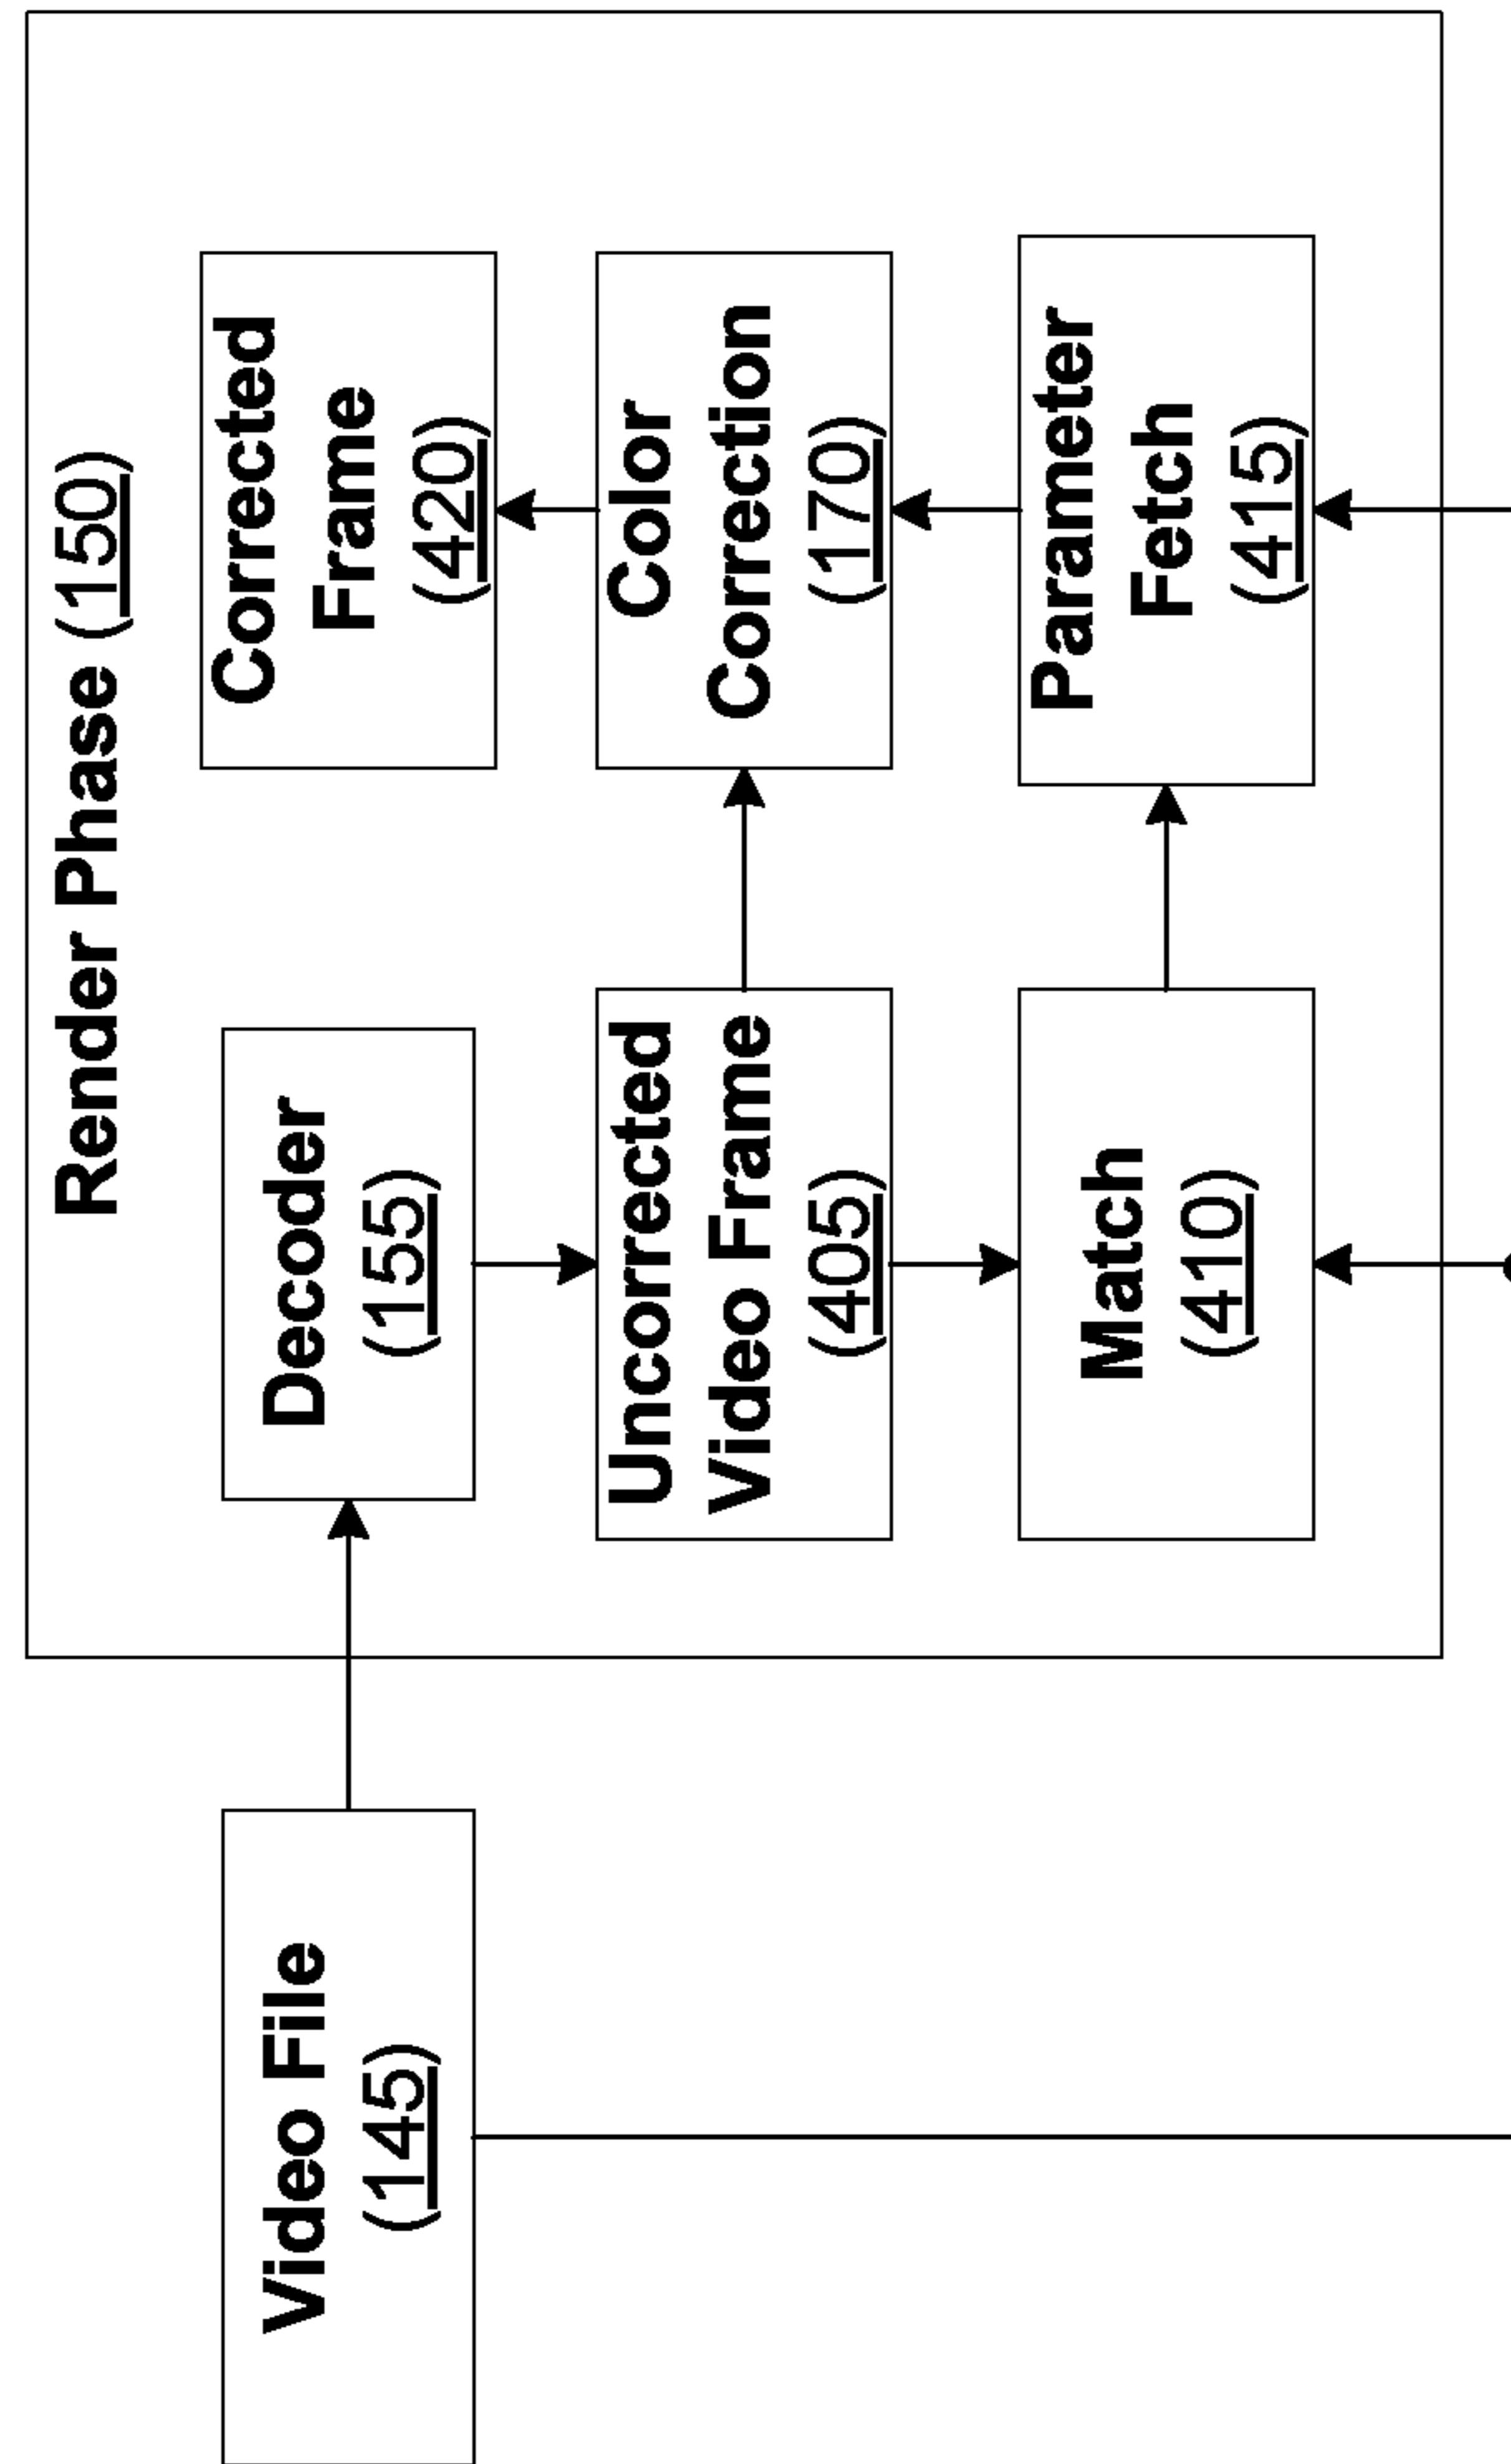 Render Phase (150)
Video File
(145)
Decoder
(155)
Corrected
Frame
(420)
Uncorrected
Video Frame
(405)
Color
Correction
(170)
Match
(410)
Parameter
Fetch
(415)